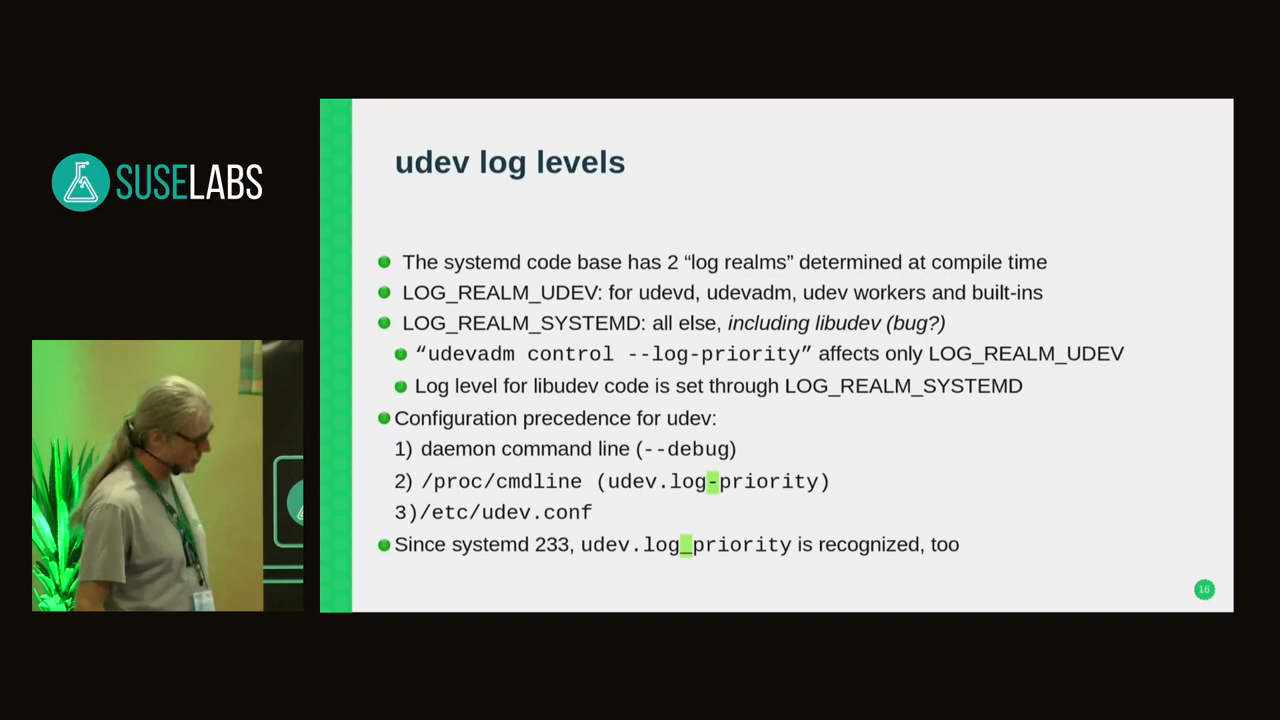 SUSELABS
udev log levels
The systemd code base has 2 “log realms” determined at compile time
LOG_REALM_UDEV: for udevd, udevadm, udev workers and built-ins
LOG_REALM_SYSTEMD: all else, including libudev (bug?)
“udevadm control --log-priority” affects only LOG_REALM_UDEV
Log level for libudev code is set through LOG_REALM_SYSTEMD
Configuration precedence for udev:
1) daemon command line (--debug)
2) /proc/cmdline (udev.log-priority)
3)/etc/udev.conf
Since systemd 233, udev.log_priority is recognized, too
16